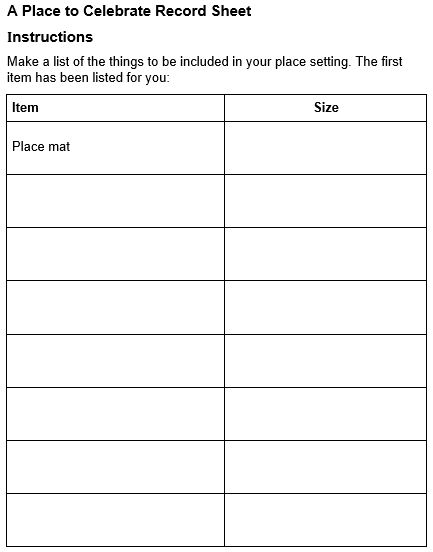 A Place to Celebrate Record Sheet
Instructions
Make a list of the things to be included in your place setting. The first
item has been listed for you:
Item Size
Place mat